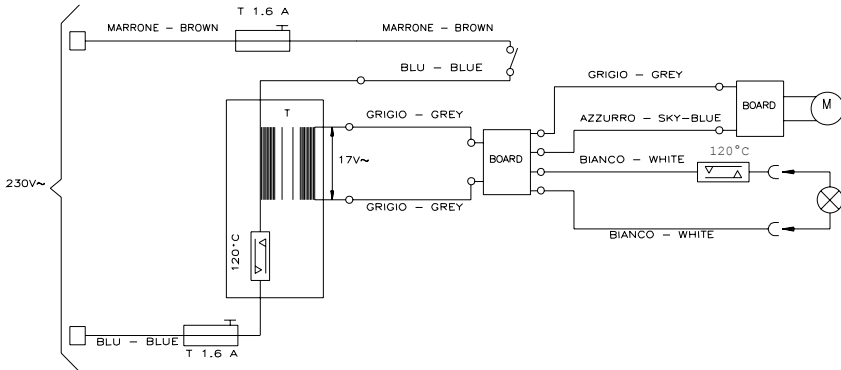 T 1.6 A
MARRONE - BROWN
MARRONE - BROWN
BLU - BLUE
GRIGIO - GREY
T
GRIGIO - GREY
BOARD
M
AZZURRO - SKY-BLUE
120°C
BOARD
17V~
BIANCO - WHITE
230V~
GRIGIO - GREY
120°C
BIANCO - WHITE
BLU - BLUE
T 1.6 A